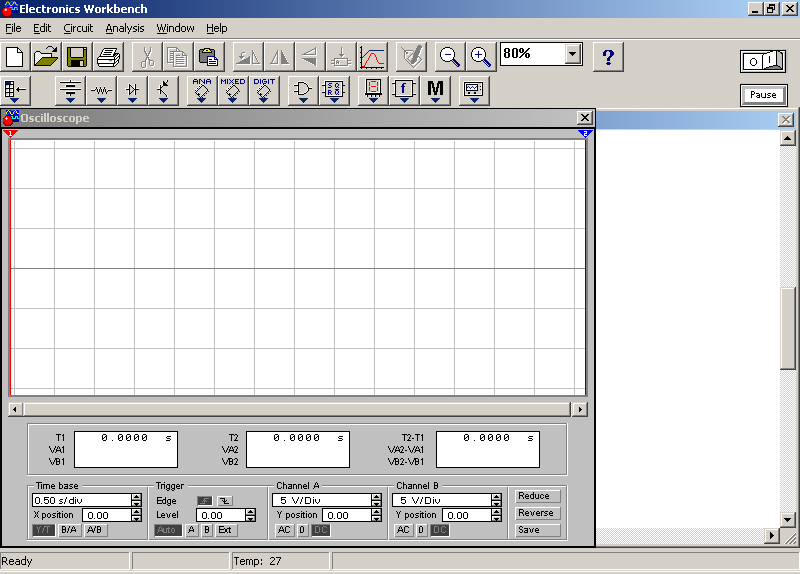 Electronics Workbench
File Edit Circuit Analysis Window Help
80% ?
O I
ANA MIXED DIGIT
f M
Pause
Oscilloscope
1 2
T1 0.0000 s T2 0.0000 s T2-T1 0.0000 s
VA1 VA2 VA2-VA1
VB1 VB2 VB2-VB1
Time base Trigger Channel A Channel B
0.50 s/div Edge 5 V/Div 5 V/Div Reduce
X position 0.00 Level 0.00 Y position 0.00 Y position 0.00 Reverse
Y/T B/A A/B Auto A B Ext AC 0 DC AC 0 DC Save
Ready Temp: 27